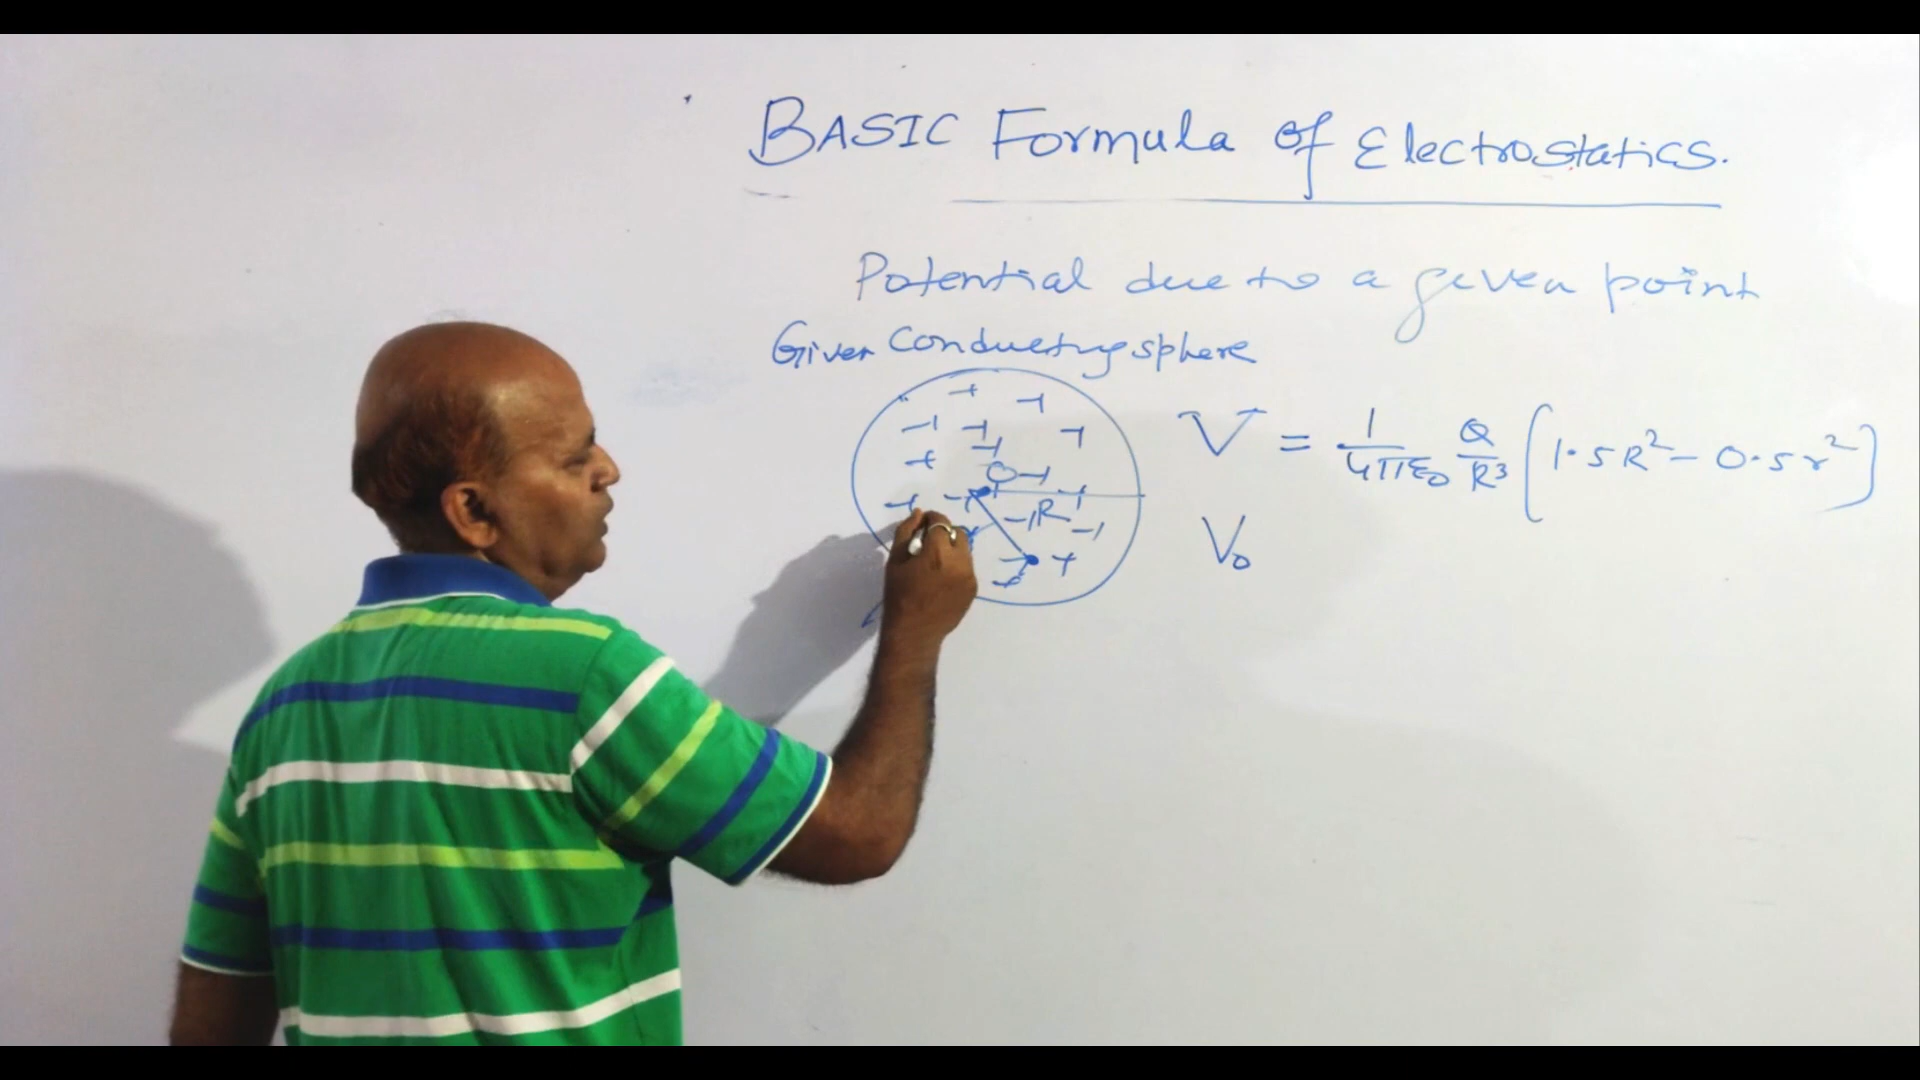 BASIC Formula of Electrostatics.
Potential due to a given point
Given Conducting sphere
O
R
V = 1/4πε₀ Q/R³ [1.5R² - 0.5r²]
V₀